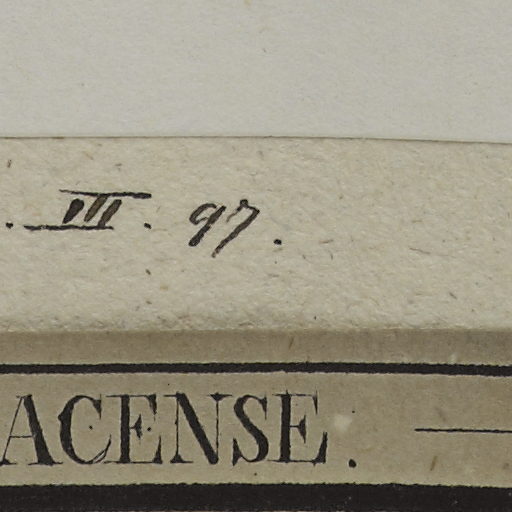 . III. 97.
ACENSE.